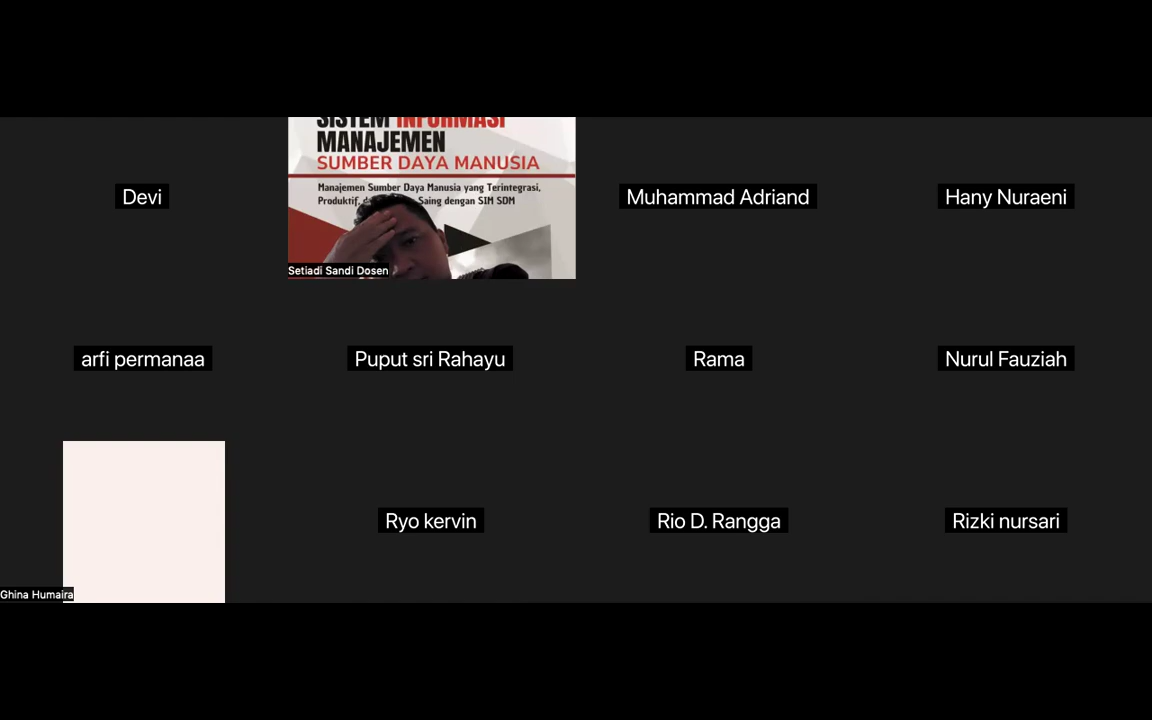 SISTEM INFORMASI
MANAJEMEN
SUMBER DAYA MANUSIA
Manajemen Sumber Daya Manusia yang Terintegrasi,
Produktif, Saing dengan SIM SDM
Setiadi Sandi Dosen
Devi
Muhammad Adriand
Hany Nuraeni
arfi permanaa
Puput sri Rahayu
Rama
Nurul Fauziah
Ghina Humaira
Ryo kervin
Rio D. Rangga
Rizki nursari